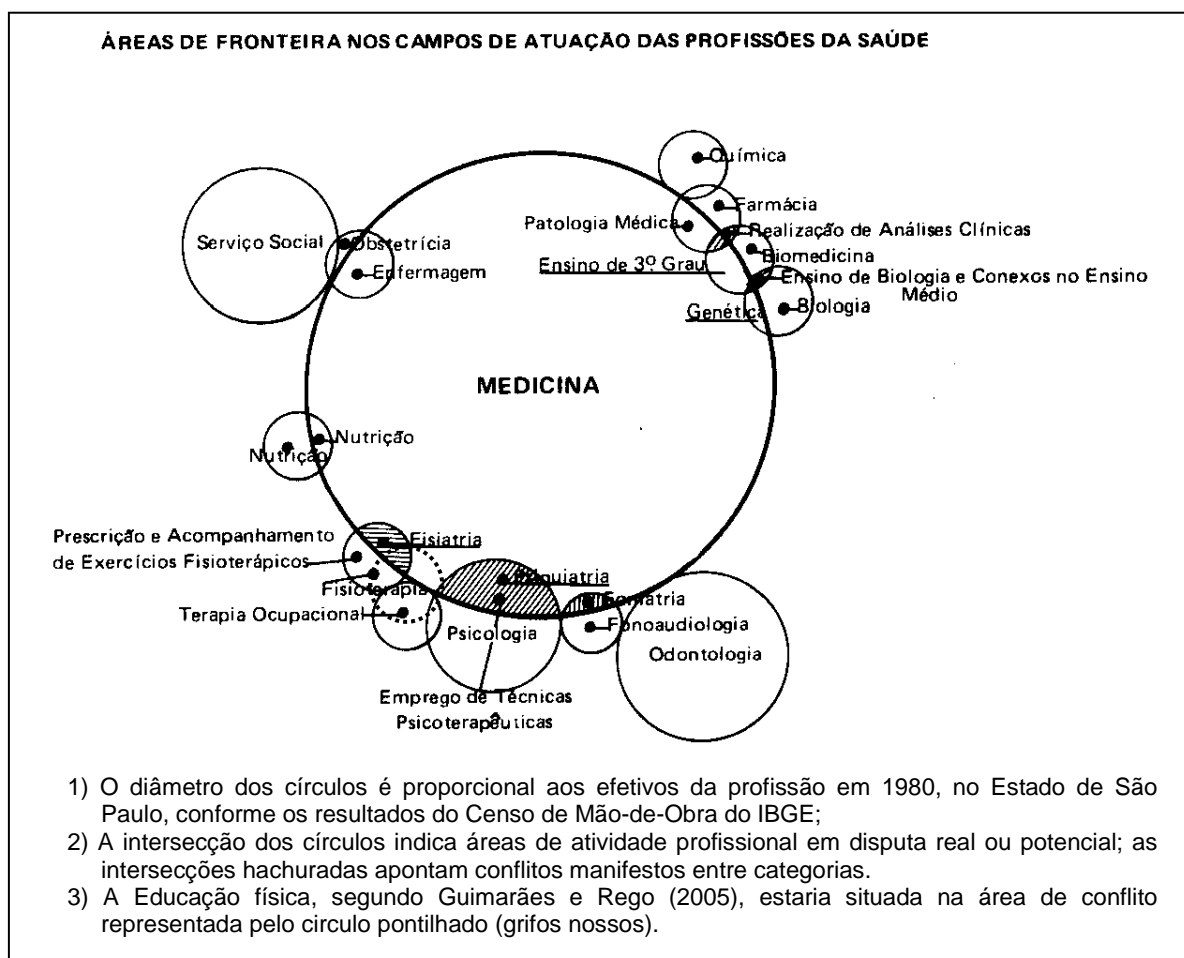 ÁREAS DE FRONTEIRA NOS CAMPOS DE ATUAÇÃO DAS PROFISSÕES DA SAÚDE
Química
Farmácia
Patologia Médica
Realização de Análises Clínicas
Biomedicina
Ensino de 3º Grau
Ensino de Biologia e Conexos no Ensino
Médio
Genética
Biologia
Serviço Social
Obstetrícia
Enfermagem
MEDICINA
Nutrição
Nutrição
Prescrição e Acompanhamento
de Exercícios Fisioterápicos
Fisiatria
Fisioterapia
Terapia Ocupacional
Psiquiatria
Psicologia
Foniatria
Fonoaudiologia
Odontologia
Emprego de Técnicas
Psicoterapêuticas
1) O diâmetro dos círculos é proporcional aos efetivos da profissão em 1980, no Estado de São
Paulo, conforme os resultados do Censo de Mão-de-Obra do IBGE;
2) A intersecção dos círculos indica áreas de atividade profissional em disputa real ou potencial; as
intersecções hachuradas apontam conflitos manifestos entre categorias.
3) A Educação física, segundo Guimarães e Rego (2005), estaria situada na área de conflito
representada pelo circulo pontilhado (grifos nossos).